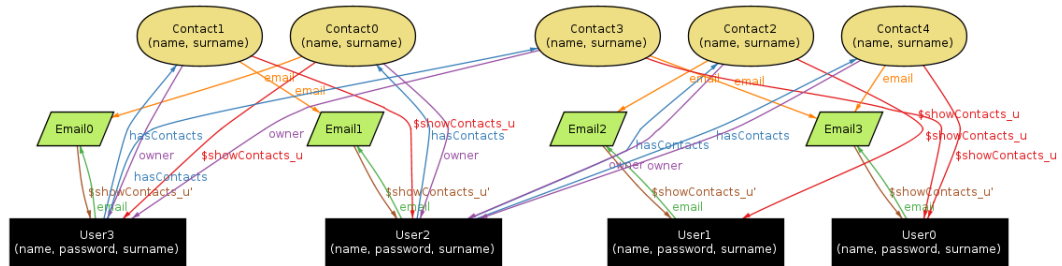 Contact1
(name, surname)
Contact0
(name, surname)
Contact3
(name, surname)
Contact2
(name, surname)
Contact4
(name, surname)
email
email
email
email
email
Email0
Email1
Email2
Email3
hasContacts
owner
hasContacts
$showContacts_u
$showContacts_u
hasContacts
owner
hasContacts
owner
hasContacts
owner
$showContacts_u
$showContacts_u
$showContacts_u
owner
$showContacts_u'
email
$showContacts_u'
email
$showContacts_u'
email
$showContacts_u'
email
User3
(name, password, surname)
User2
(name, password, surname)
User1
(name, password, surname)
User0
(name, password, surname)